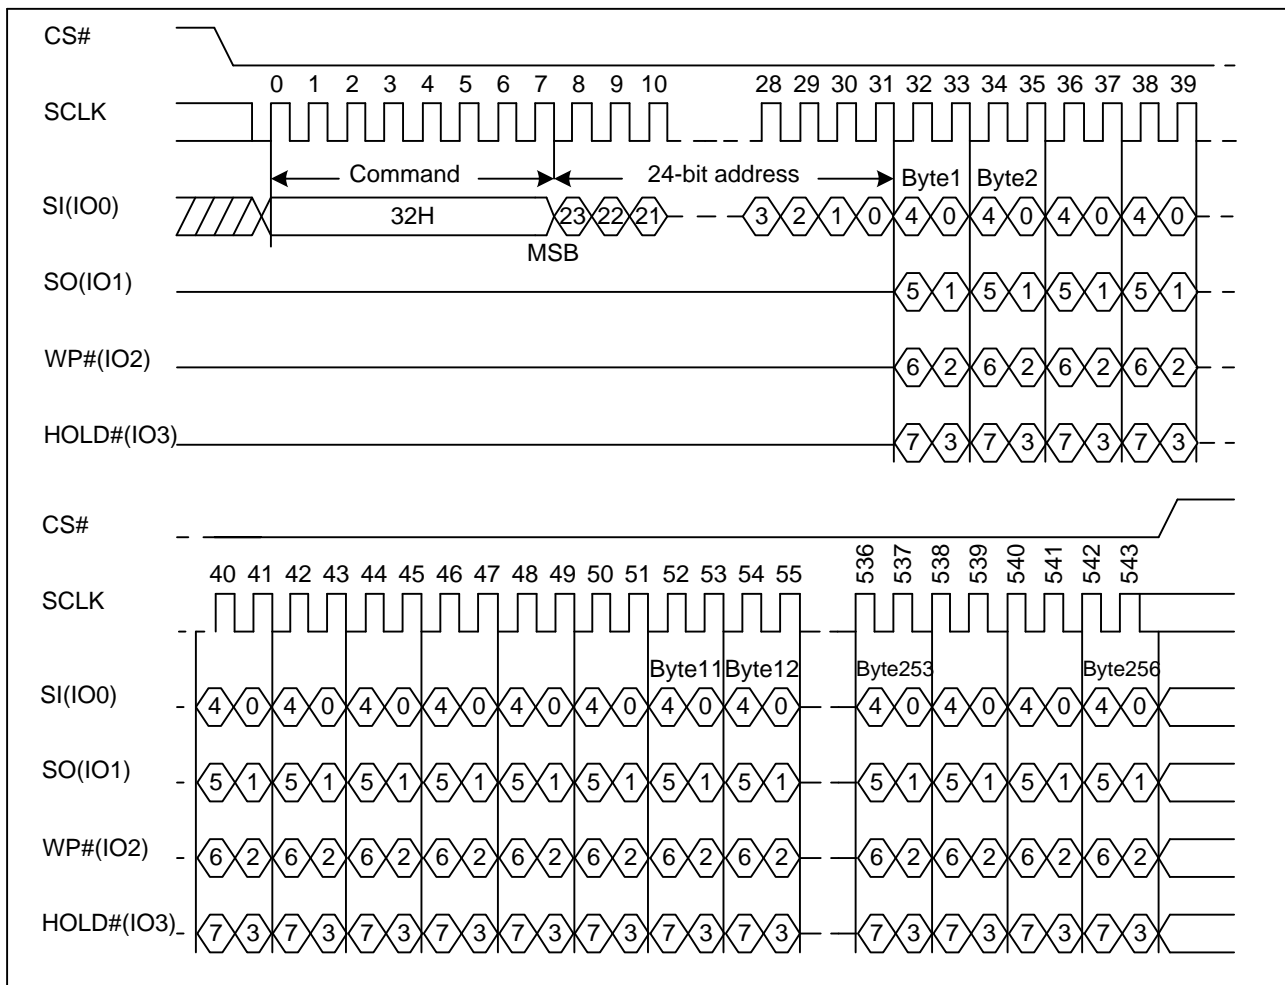 CS#
0 1 2 3 4 5 6 7 8 9 10 28 29 30 31 32 33 34 35 36 37 38 39
SCLK
Command 24-bit address Byte1 Byte2
SI(IO0) 32H 23 22 21 3 2 1 0 4 0 4 0 4 0 4 0
MSB
SO(IO1) 5 1 5 1 5 1 5 1
WP#(IO2) 6 2 6 2 6 2 6 2
HOLD#(IO3) 7 3 7 3 7 3 7 3
CS#
40 41 42 43 44 45 46 47 48 49 50 51 52 53 54 55 536 537 538 539 540 541 542 543
SCLK
Byte11 Byte12 Byte253 Byte256
SI(IO0) 4 0 4 0 4 0 4 0 4 0 4 0 4 0 4 0 4 0 4 0 4 0 4 0
SO(IO1) 5 1 5 1 5 1 5 1 5 1 5 1 5 1 5 1 5 1 5 1 5 1 5 1
WP#(IO2) 6 2 6 2 6 2 6 2 6 2 6 2 6 2 6 2 6 2 6 2 6 2 6 2
HOLD#(IO3) 7 3 7 3 7 3 7 3 7 3 7 3 7 3 7 3 7 3 7 3 7 3 7 3